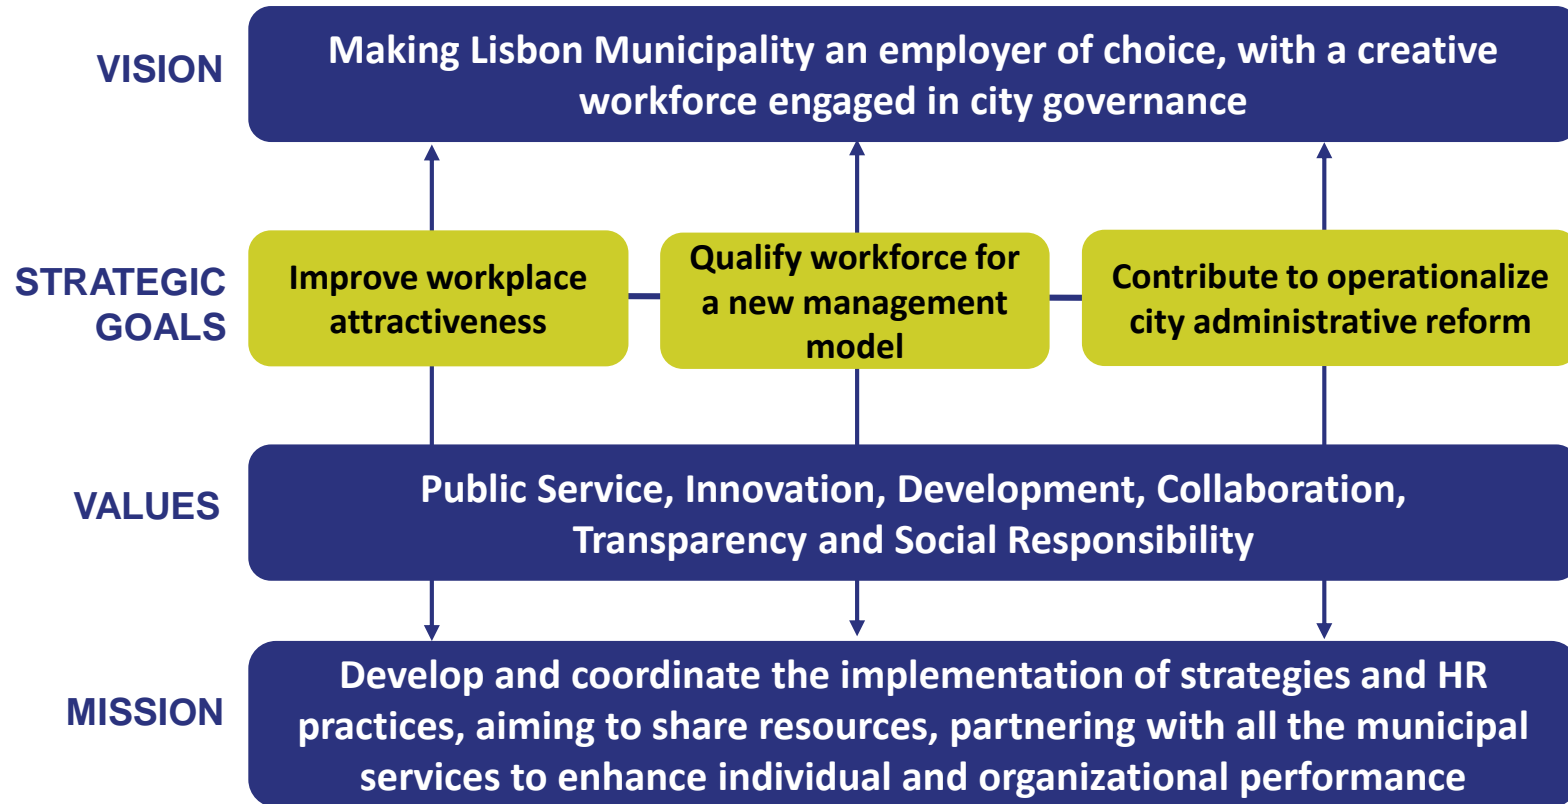 VISION
Making Lisbon Municipality an employer of choice, with a creative
workforce engaged in city governance
STRATEGIC
GOALS
Improve workplace
attractiveness
Qualify workforce for
a new management
model
Contribute to operationalize
city administrative reform
VALUES
Public Service, Innovation, Development, Collaboration,
Transparency and Social Responsibility
MISSION
Develop and coordinate the implementation of strategies and HR
practices, aiming to share resources, partnering with all the municipal
services to enhance individual and organizational performance